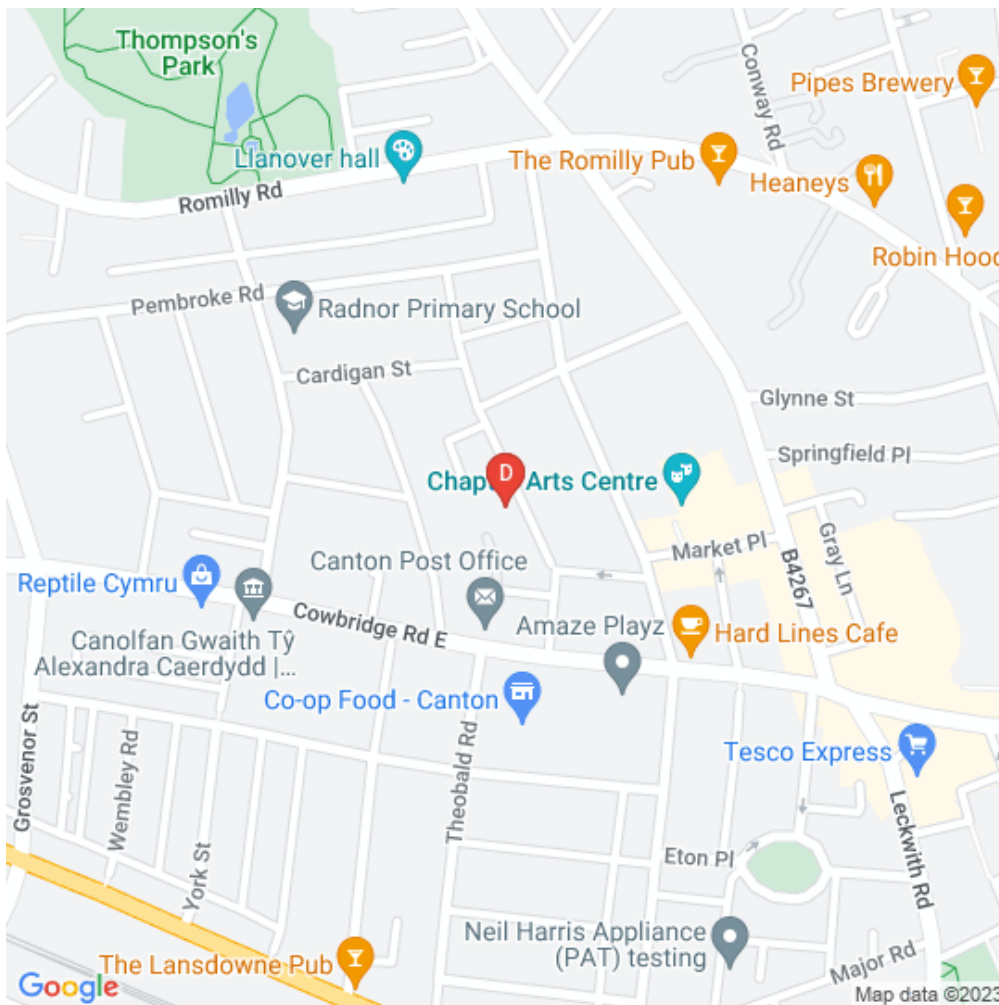 Thompson's
Park
Conway Rd
Pipes Brewery
Llanover hall
The Romilly Pub
Heaneys
Romilly Rd
Robin Hood
Pembroke Rd
Radnor Primary School
Cardigan St
Glynne St
Springfield Pl
D
Arts Centre
Market Pl
Gray Ln
B4267
Canton Post Office
Reptile Cymru
Cowbridge Rd E
Amaze Playz
Hard Lines Cafe
Canolfan Gwaith Tŷ
Alexandra Caerdydd |...
Co-op Food - Canton
Grosvenor St
Wembley Rd
Theobald Rd
Tesco Express
Leckwith Rd
York St
Eton Pl
Neil Harris Appliance
(PAT) testing
Major Rd
The Lansdowne Pub
Google
Map data ©2023